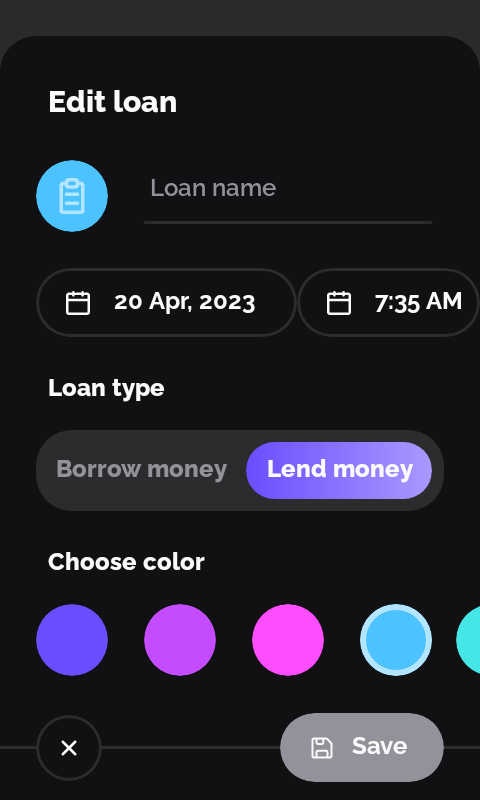 Edit loan
Loan name
20 Apr, 2023
7:35 AM
Loan type
Borrow money
Lend money
Choose color
Save